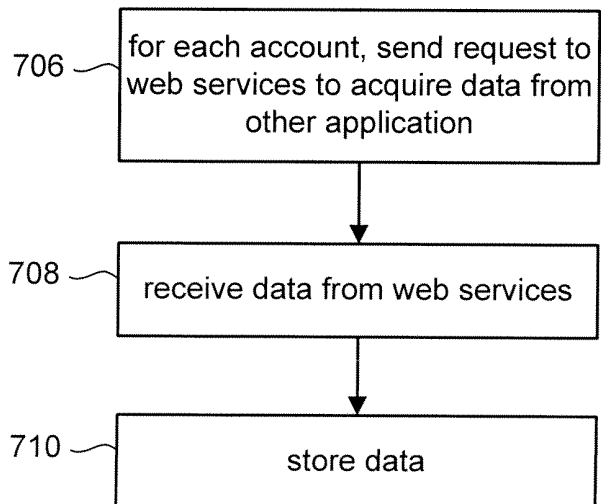 706
for each account, send request to
web services to acquire data from
other application
708
receive data from web services
710
store data